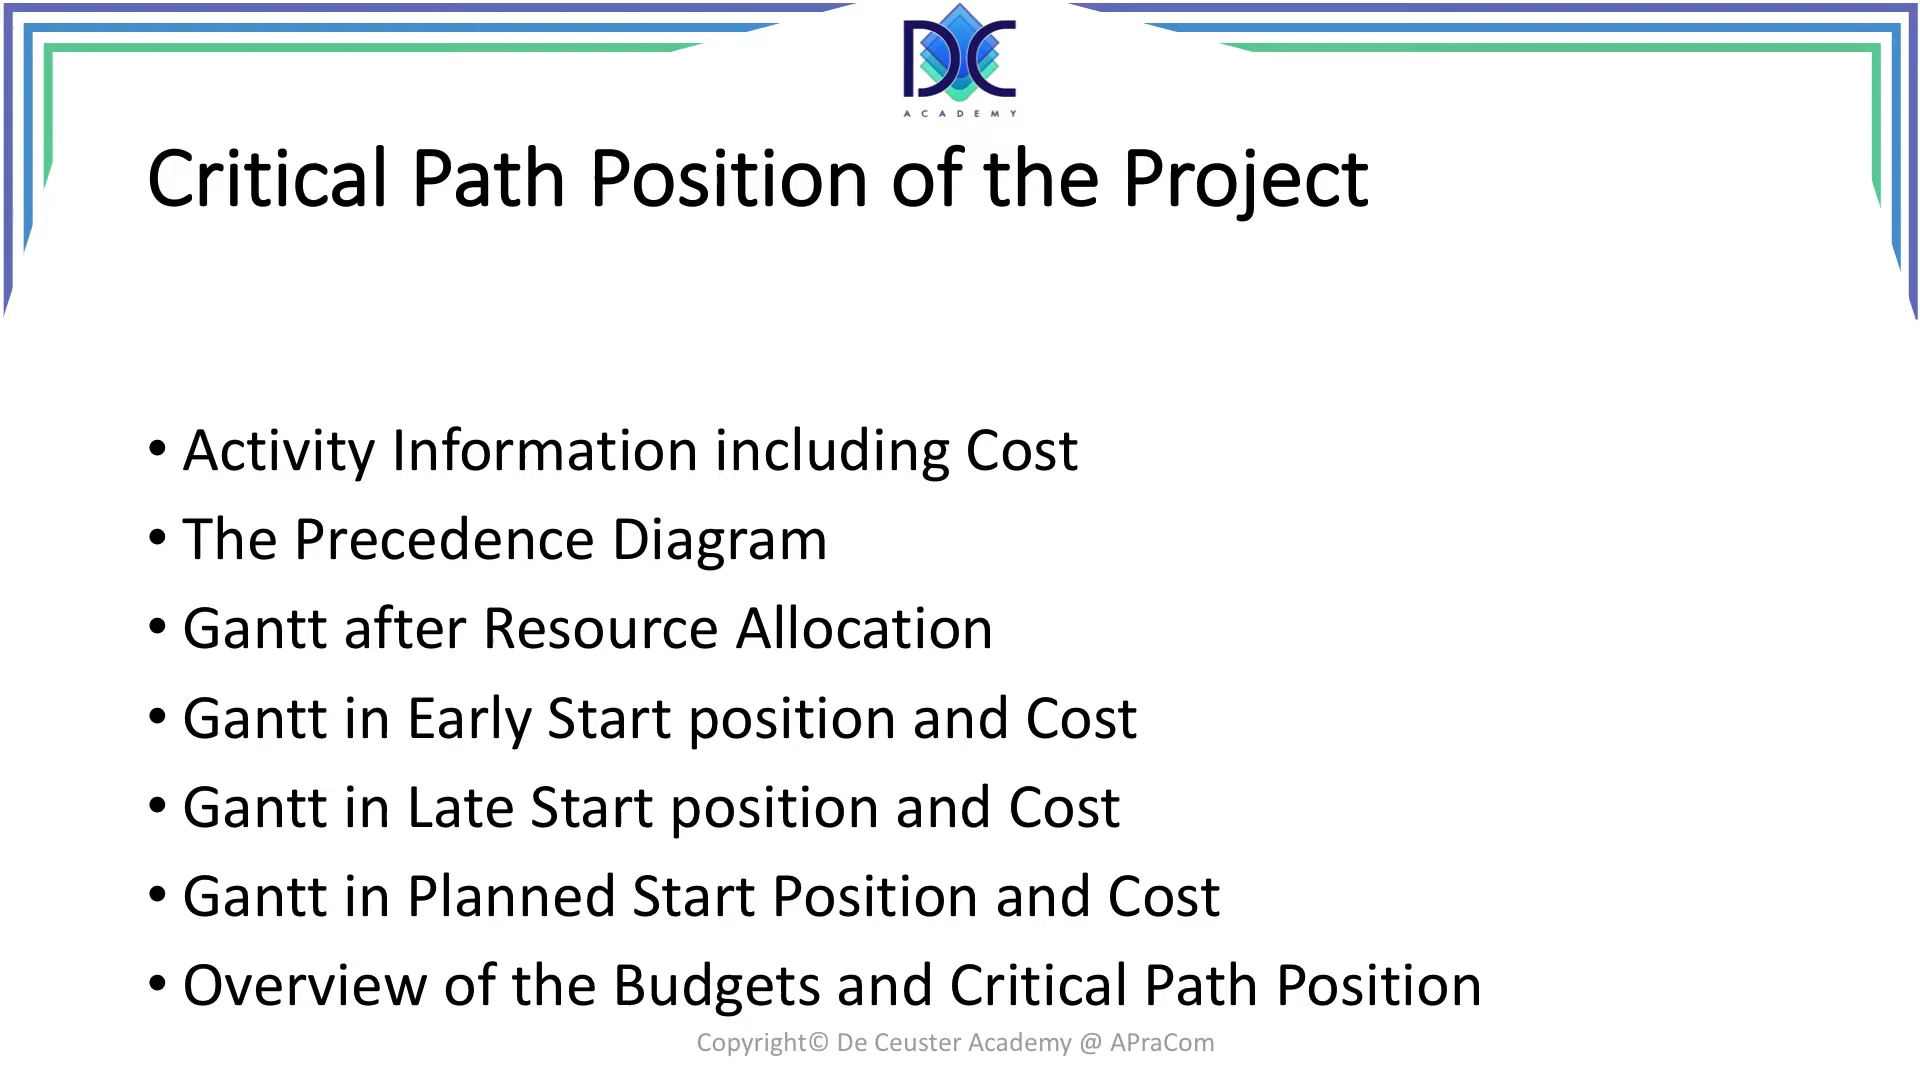 DC
ACADEMY
Critical Path Position of the Project
• Activity Information including Cost
• The Precedence Diagram
• Gantt after Resource Allocation
• Gantt in Early Start position and Cost
• Gantt in Late Start position and Cost
• Gantt in Planned Start Position and Cost
• Overview of the Budgets and Critical Path Position
Copyright© De Ceuster Academy @ APraCom